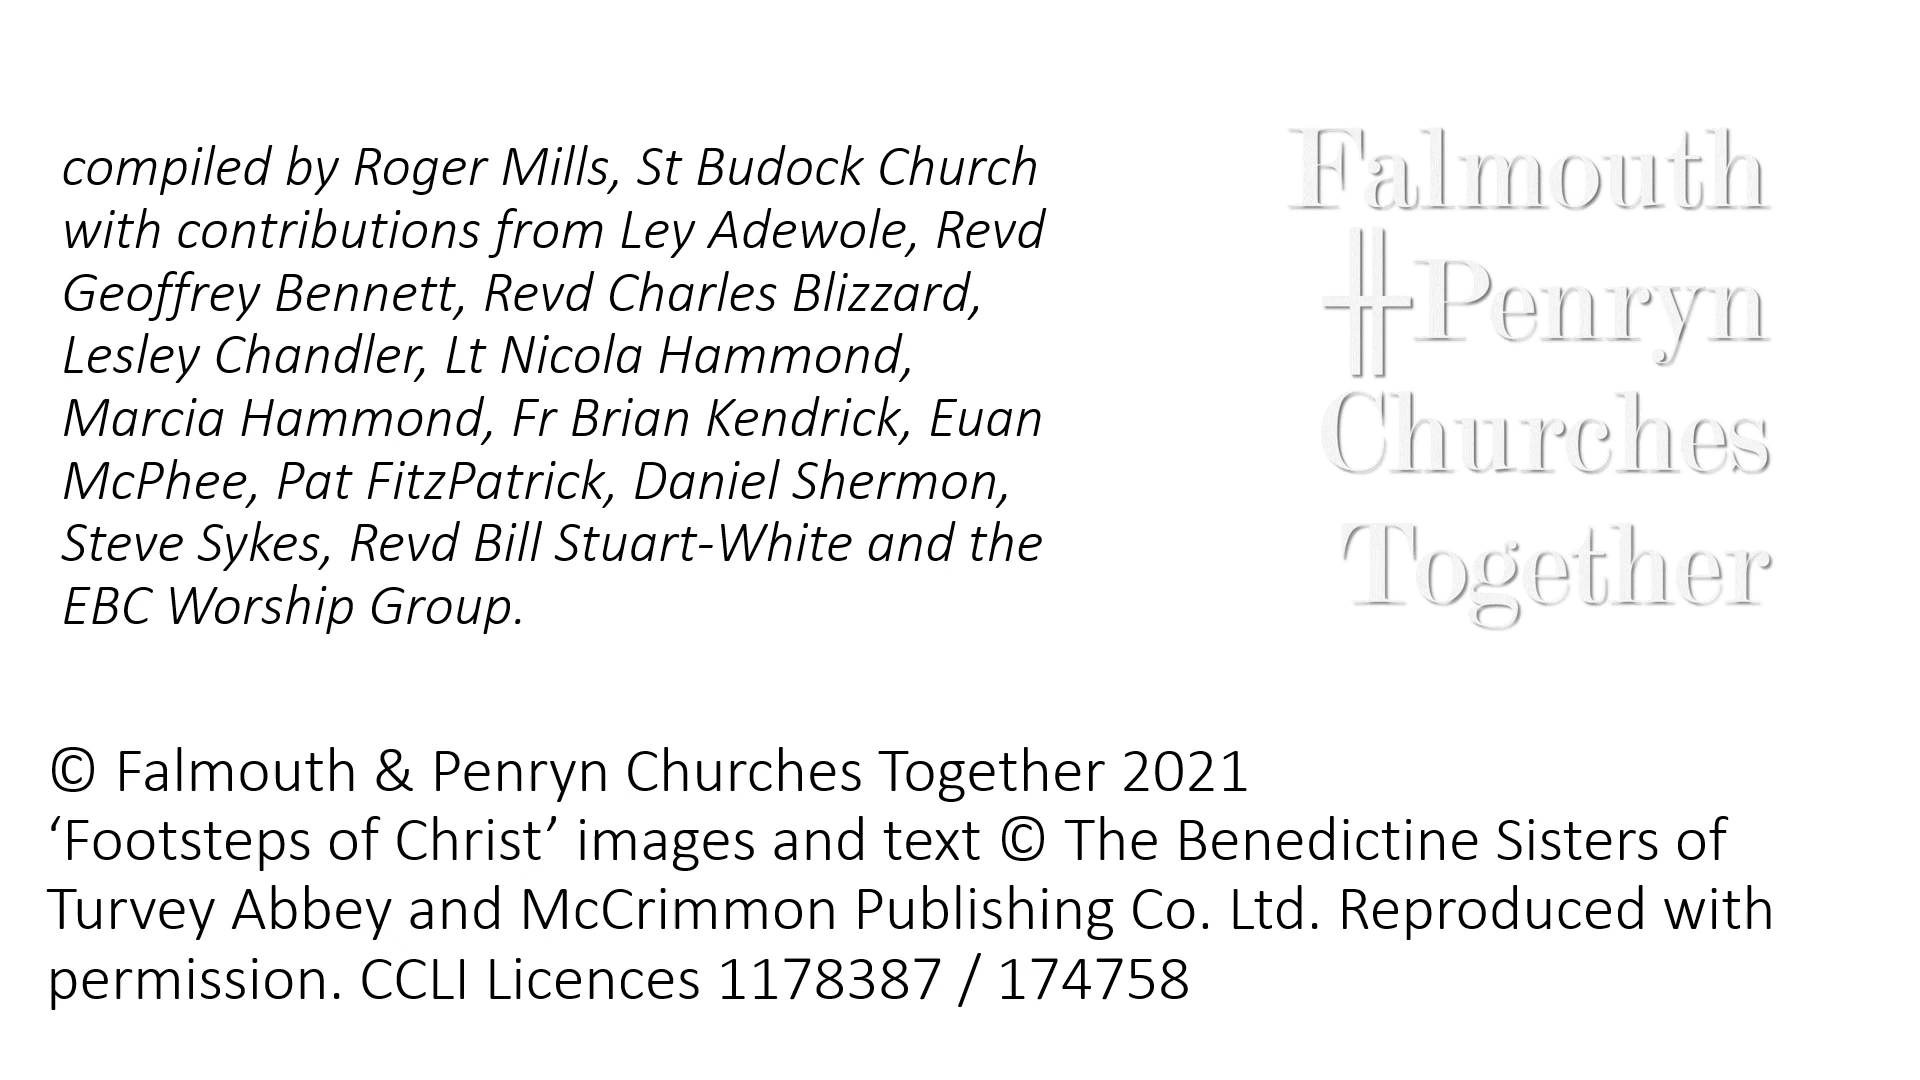 compiled by Roger Mills, St Budock Church
with contributions from Ley Adewole, Revd
Geoffrey Bennett, Revd Charles Blizzard,
Lesley Chandler, Lt Nicola Hammond,
Marcia Hammond, Fr Brian Kendrick, Euan
McPhee, Pat FitzPatrick, Daniel Shermon,
Steve Sykes, Revd Bill Stuart-White and the
EBC Worship Group.
Falmouth
Penryn
Churches
Together
© Falmouth & Penryn Churches Together 2021
‘Footsteps of Christ’ images and text © The Benedictine Sisters of
Turvey Abbey and McCrimmon Publishing Co. Ltd. Reproduced with
permission. CCLI Licences 1178387 / 174758